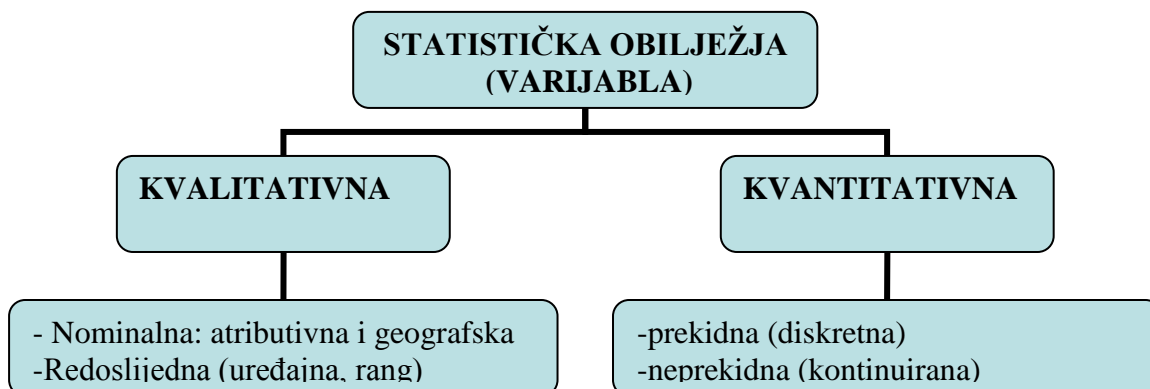 STATISTIČKA OBILJEŽJA
(VARIJABLA)
KVALITATIVNA
KVANTITATIVNA
- Nominalna: atributivna i geografska
-Redoslijedna (uređajna, rang)
-prekidna (diskretna)
-neprekidna (kontinuirana)